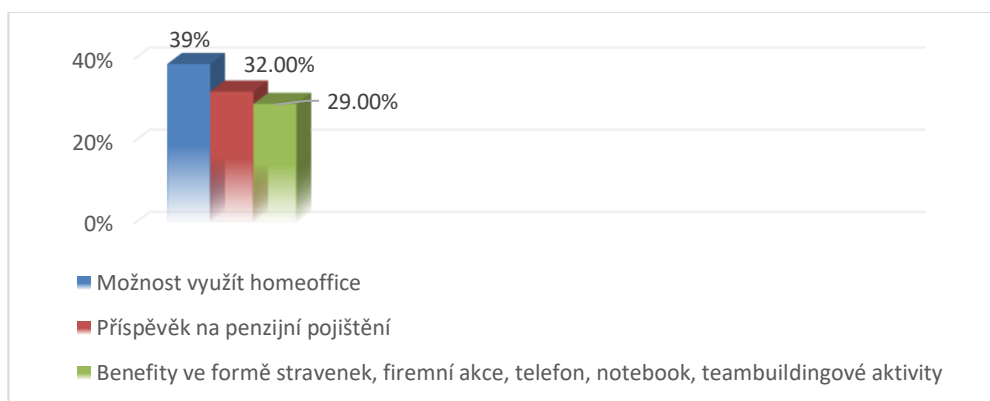 39%
40%
32.00%
29.00%
20%
0%
Možnost využít homeoffice
Příspěvěk na penzijní pojištění
Benefity ve formě stravenek, firemní akce, telefon, notebook, teambuildingové aktivity